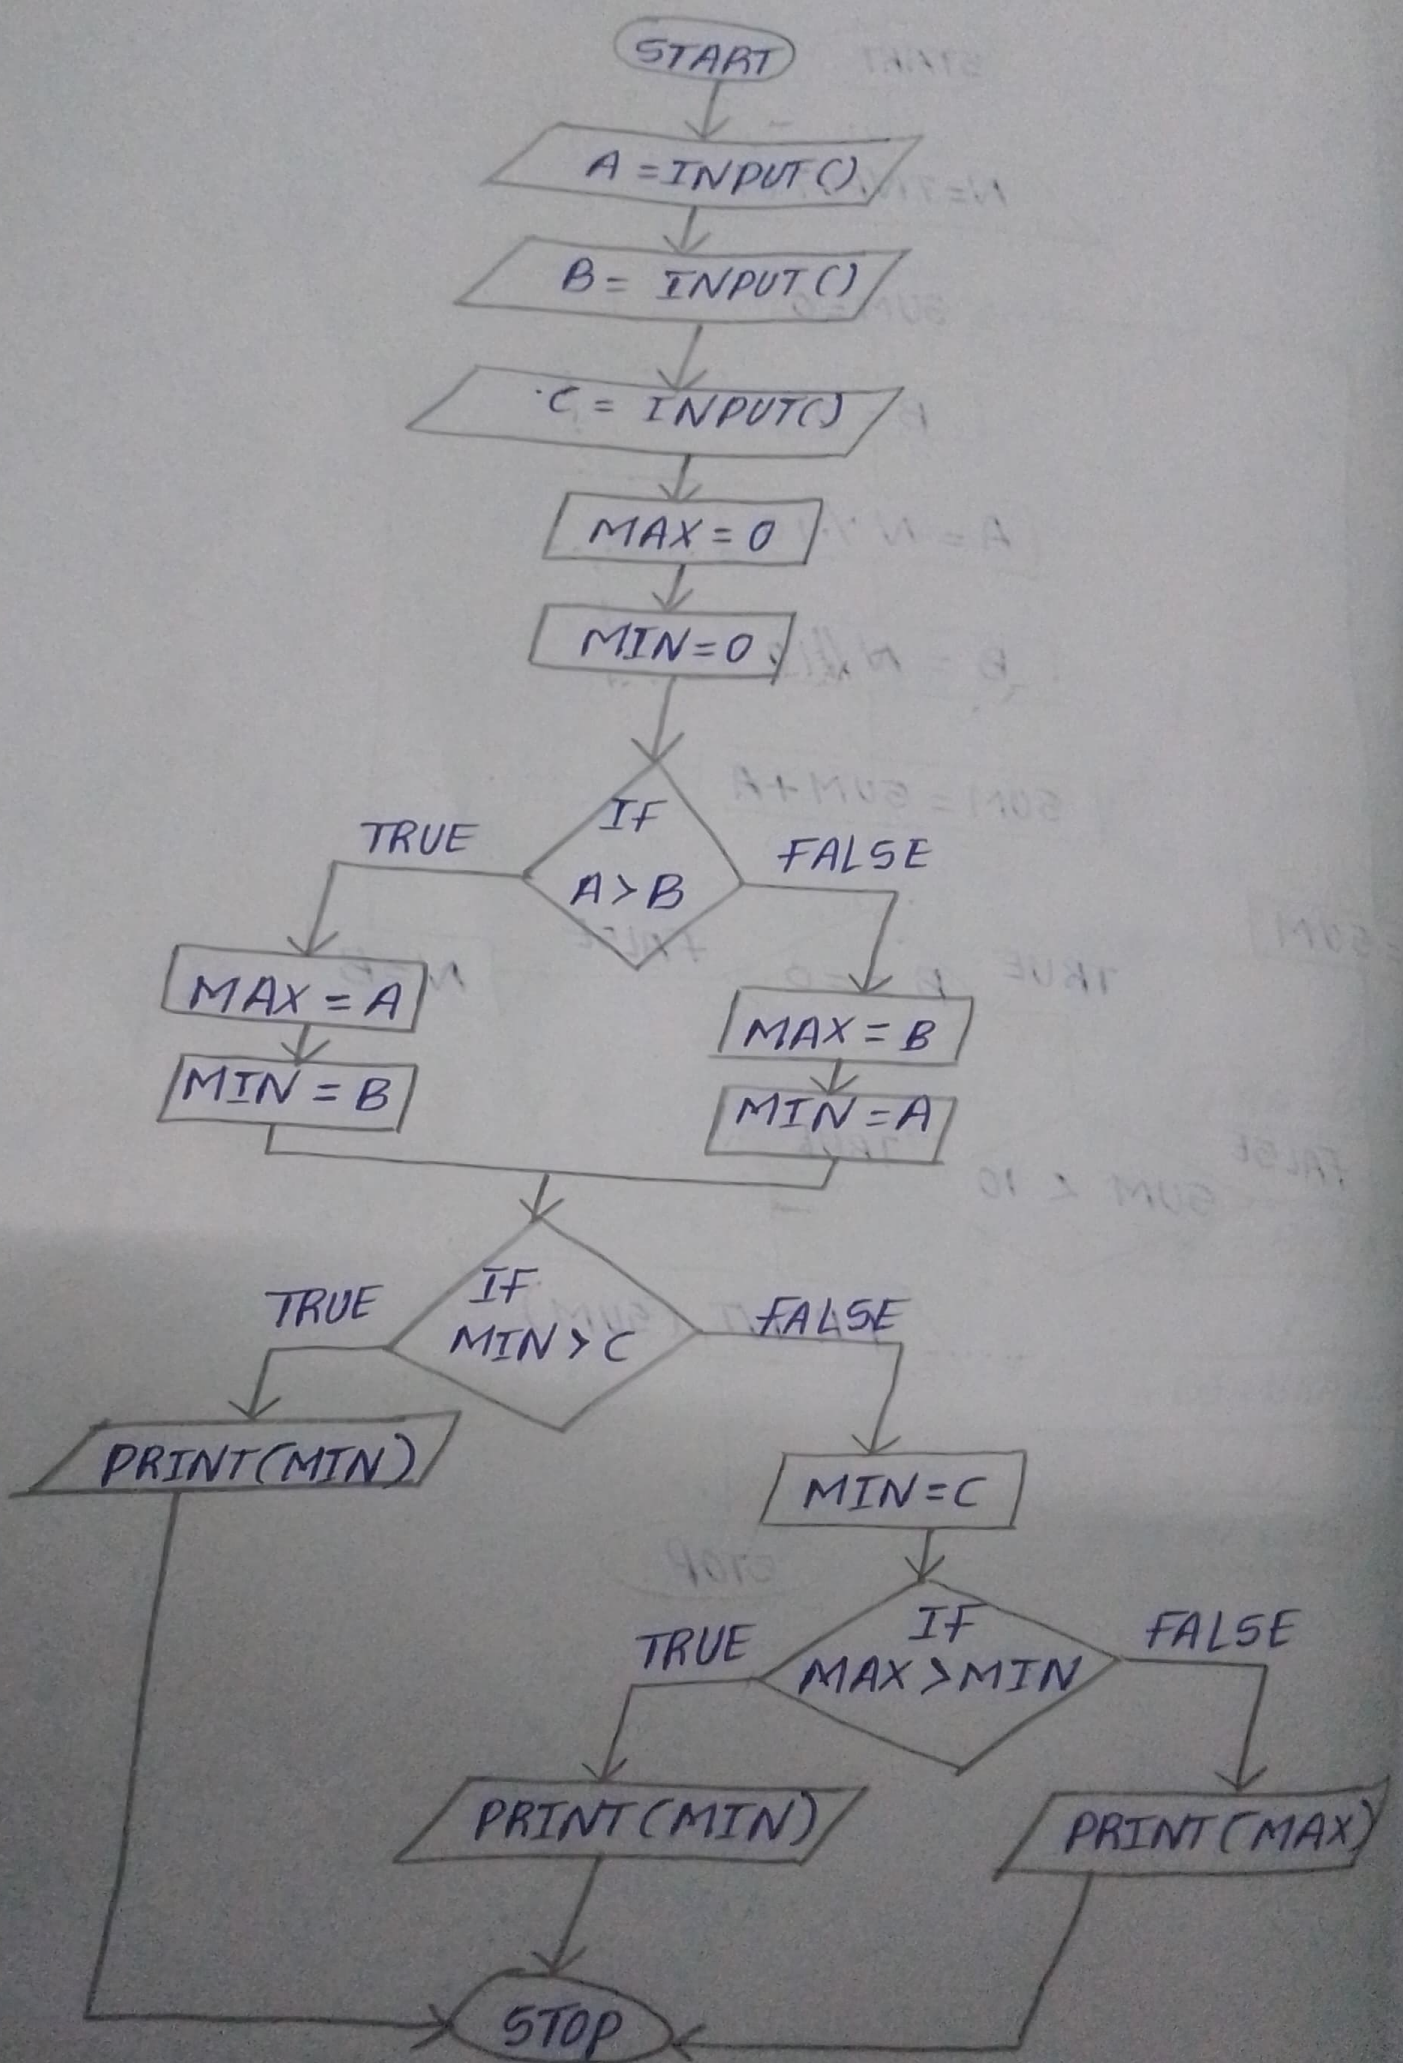 START
A = INPUT()
B = INPUT()
C = INPUT()
MAX = 0
MIN = 0
IF
A > B
TRUE
FALSE
MAX = A
MIN = B
MAX = B
MIN = A
IF
MIN > C
TRUE
FALSE
PRINT(MIN)
MIN = C
IF
MAX > MIN
TRUE
FALSE
PRINT(MIN)
PRINT(MAX)
STOP